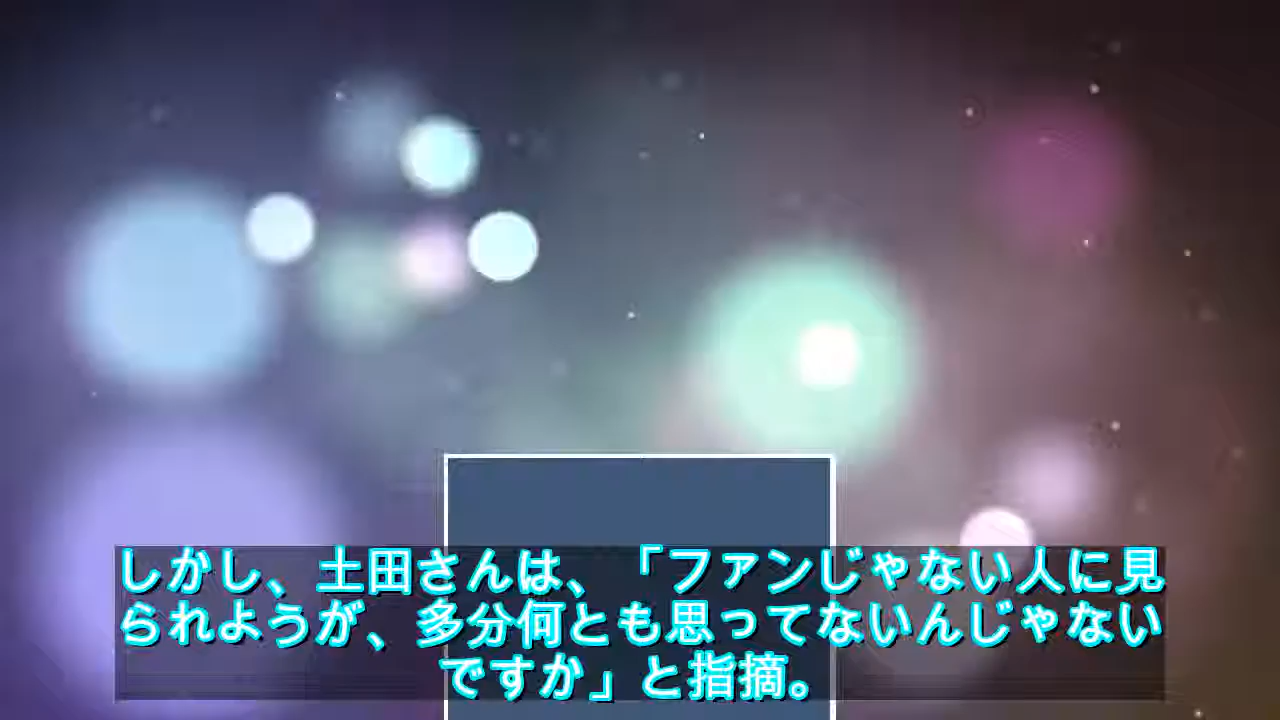 しかし、土田さんは、「ファンじゃない人に見
られようが、多分何とも思ってないんじゃない
ですか」と指摘。